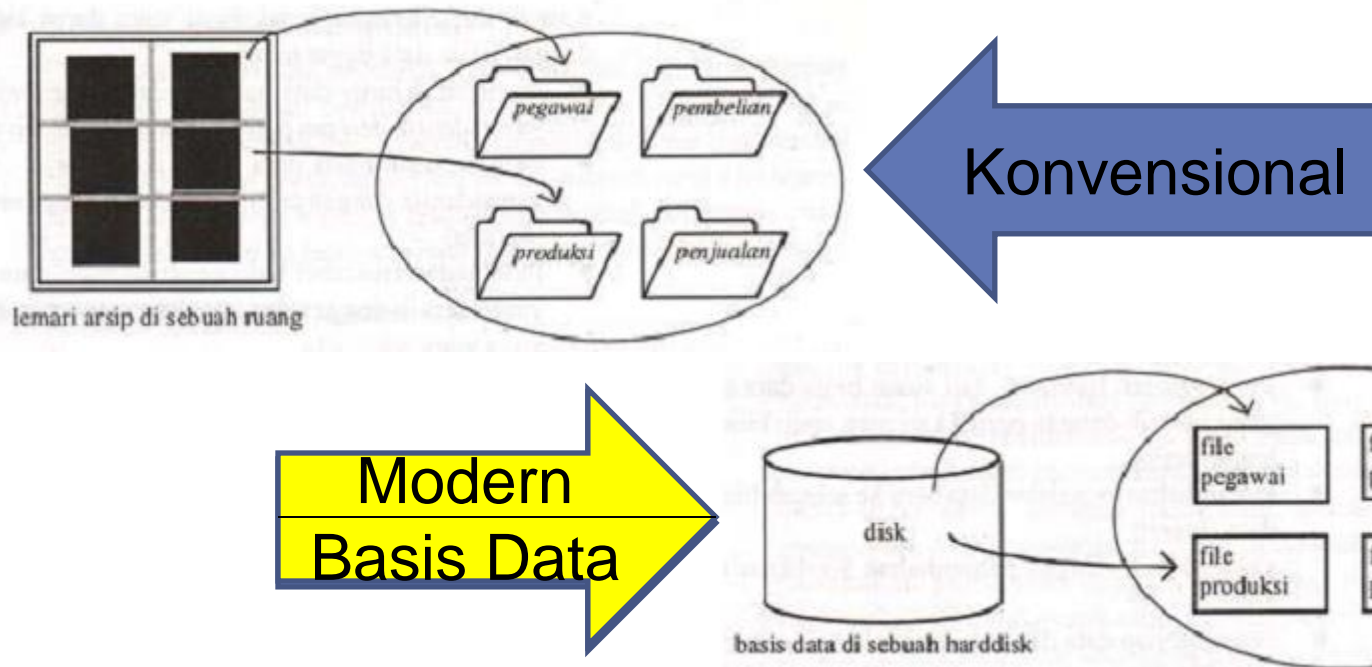 pegawai
pembelian
produksi
penjualan
lemari arsip di sebuah ruang
Konvensional
Modern
Basis Data
disk
file
pegawai
file
produksi
basis data di sebuah harddisk